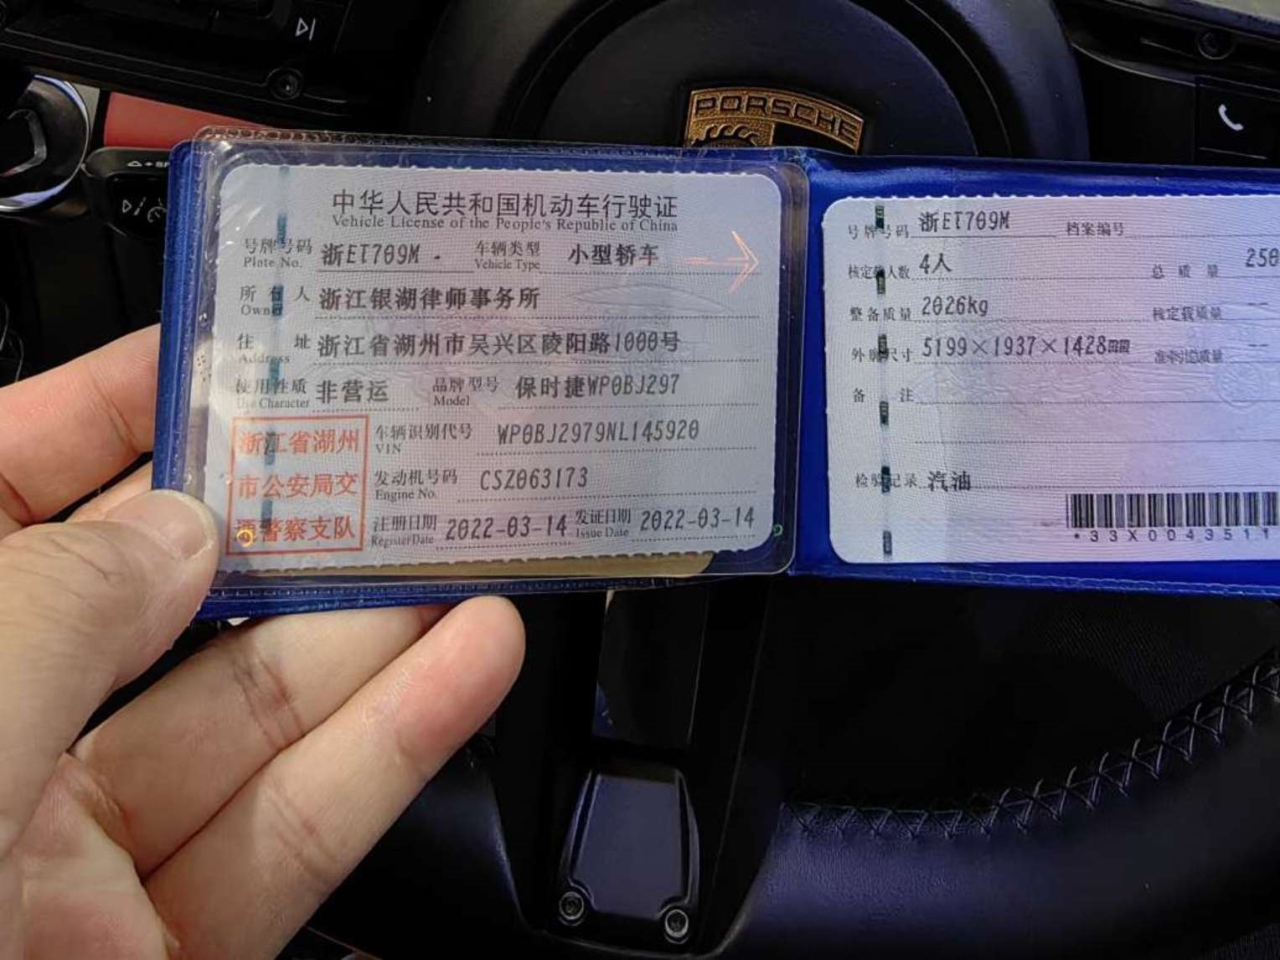 PORSCHE
中华人民共和国机动车行驶证
Vehicle License of the People's Republic of China
号牌号码 浙ET709M 车辆类型 小型轿车
Plate No. Vehicle Type
所有人 浙江银湖律师事务所
Owner
住址 浙江省湖州市吴兴区陵阳路1000号
Address
使用性质 非营运 品牌型号 保时捷WP0BJ297
Use Character Model
车辆识别代号 WP0BJ2979NL145920
VIN
发动机号码 CSZ063173
Engine No.
注册日期 2022-03-14 发证日期 2022-03-14
Register Date Issue Date
浙江省湖州
市公安局交
通警察支队
号牌号码 浙ET709M 档案编号
核定载人数 4人 总质量 250
整备质量 2026kg 核定载质量 --
外廓尺寸 5199×1937×1428mm 准牵引总质量 --
备注
检验记录 汽油
*33X0043511